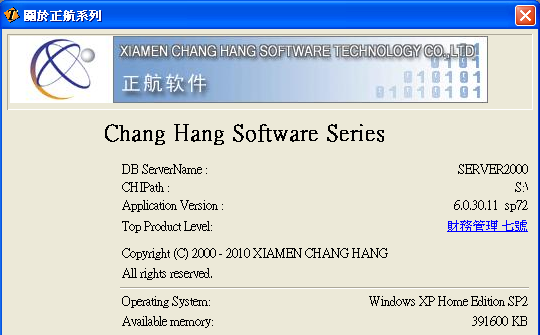 關於正航系列
XIAMEN CHANG HANG SOFTWARE TECHNOLOGY CO.,LTD
正航软件
0101
010101
01010101
Chang Hang Software Series
DB ServerName : SERVER2000
CHIPath : S:\
Application Version : 6.0.30.11 sp72
Top Product Level: 財務管理 七號
Copyright (C) 2000 - 2010 XIAMEN CHANG HANG
All rights reserved.
Operating System: Windows XP Home Edition SP2
Available memory: 391600 KB